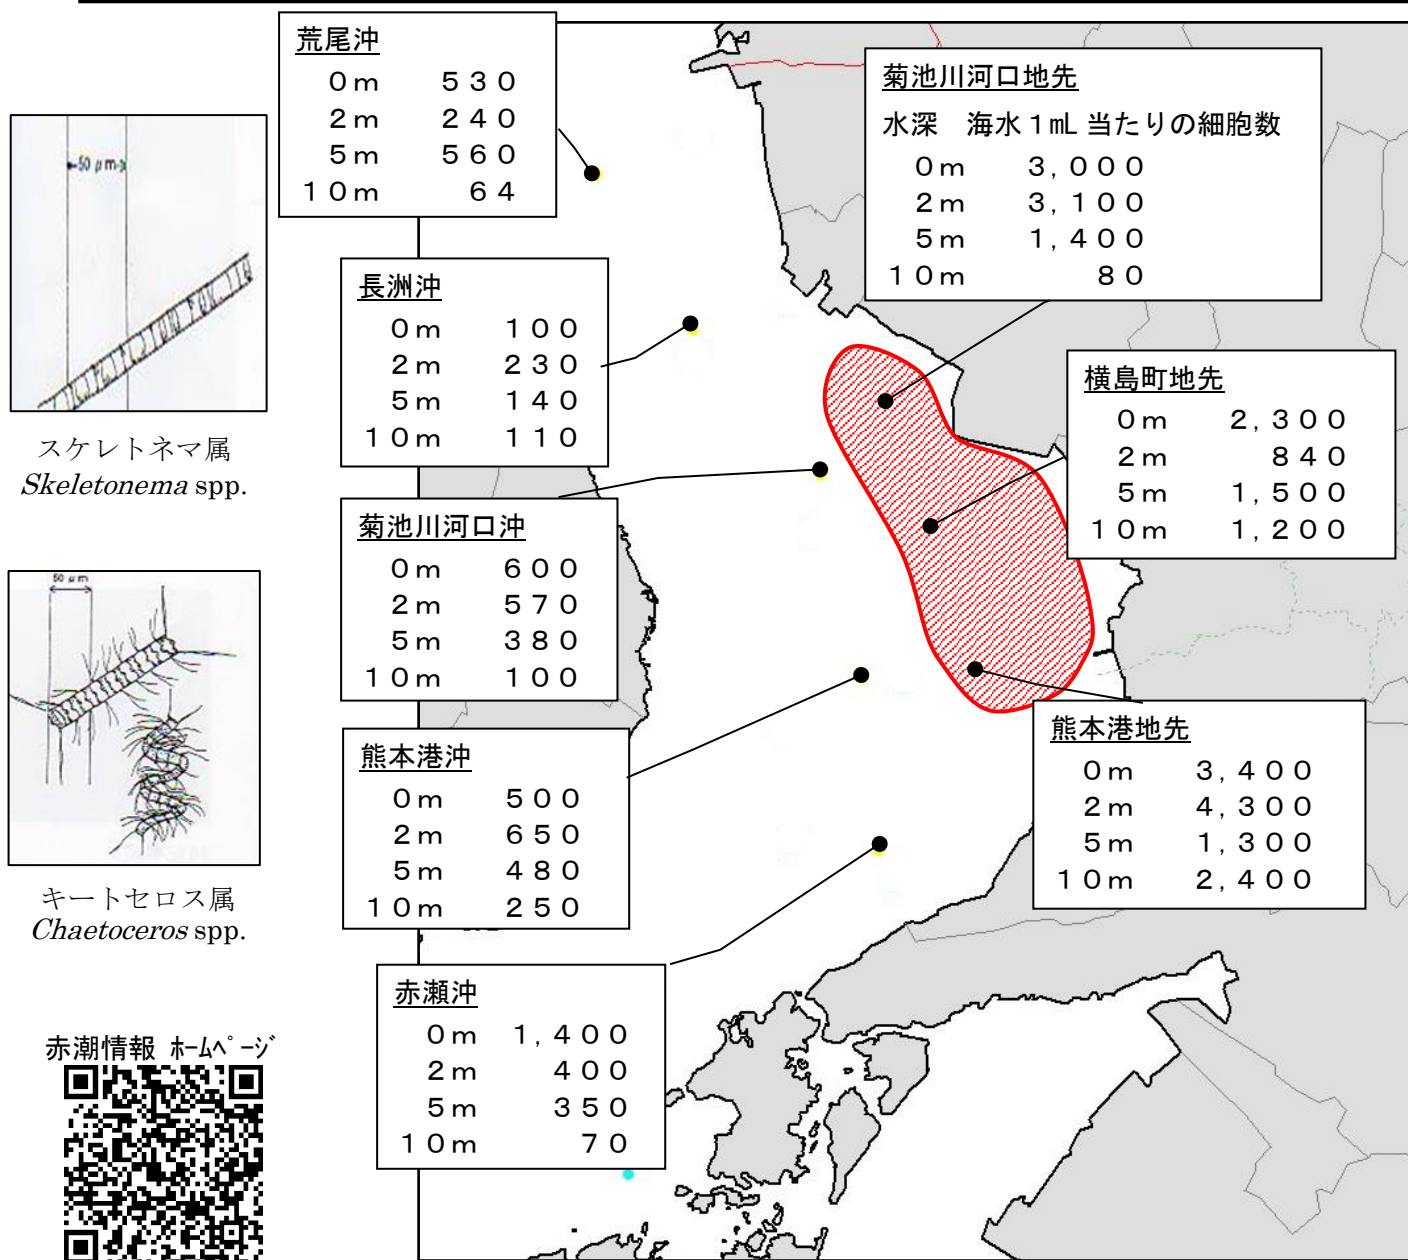 荒尾沖
0m 530
2m 240
5m 560
10m 64
菊池川河口地先
水深 海水1mL当たりの細胞数
0m 3,000
2m 3,100
5m 1,400
10m 80
50μm
スケレトネマ属
Skeletonema spp.
長洲沖
0m 100
2m 230
5m 140
10m 110
横島町地先
0m 2,300
2m 840
5m 1,500
10m 1,200
菊池川河口沖
0m 600
2m 570
5m 380
10m 100
50μm
キートセロス属
Chaetoceros spp.
熊本港沖
0m 500
2m 650
5m 480
10m 250
熊本港地先
0m 3,400
2m 4,300
5m 1,300
10m 2,400
赤瀬沖
0m 1,400
2m 400
5m 350
10m 70
赤潮情報 ﾎｰﾑﾍﾟｰｼﾞ